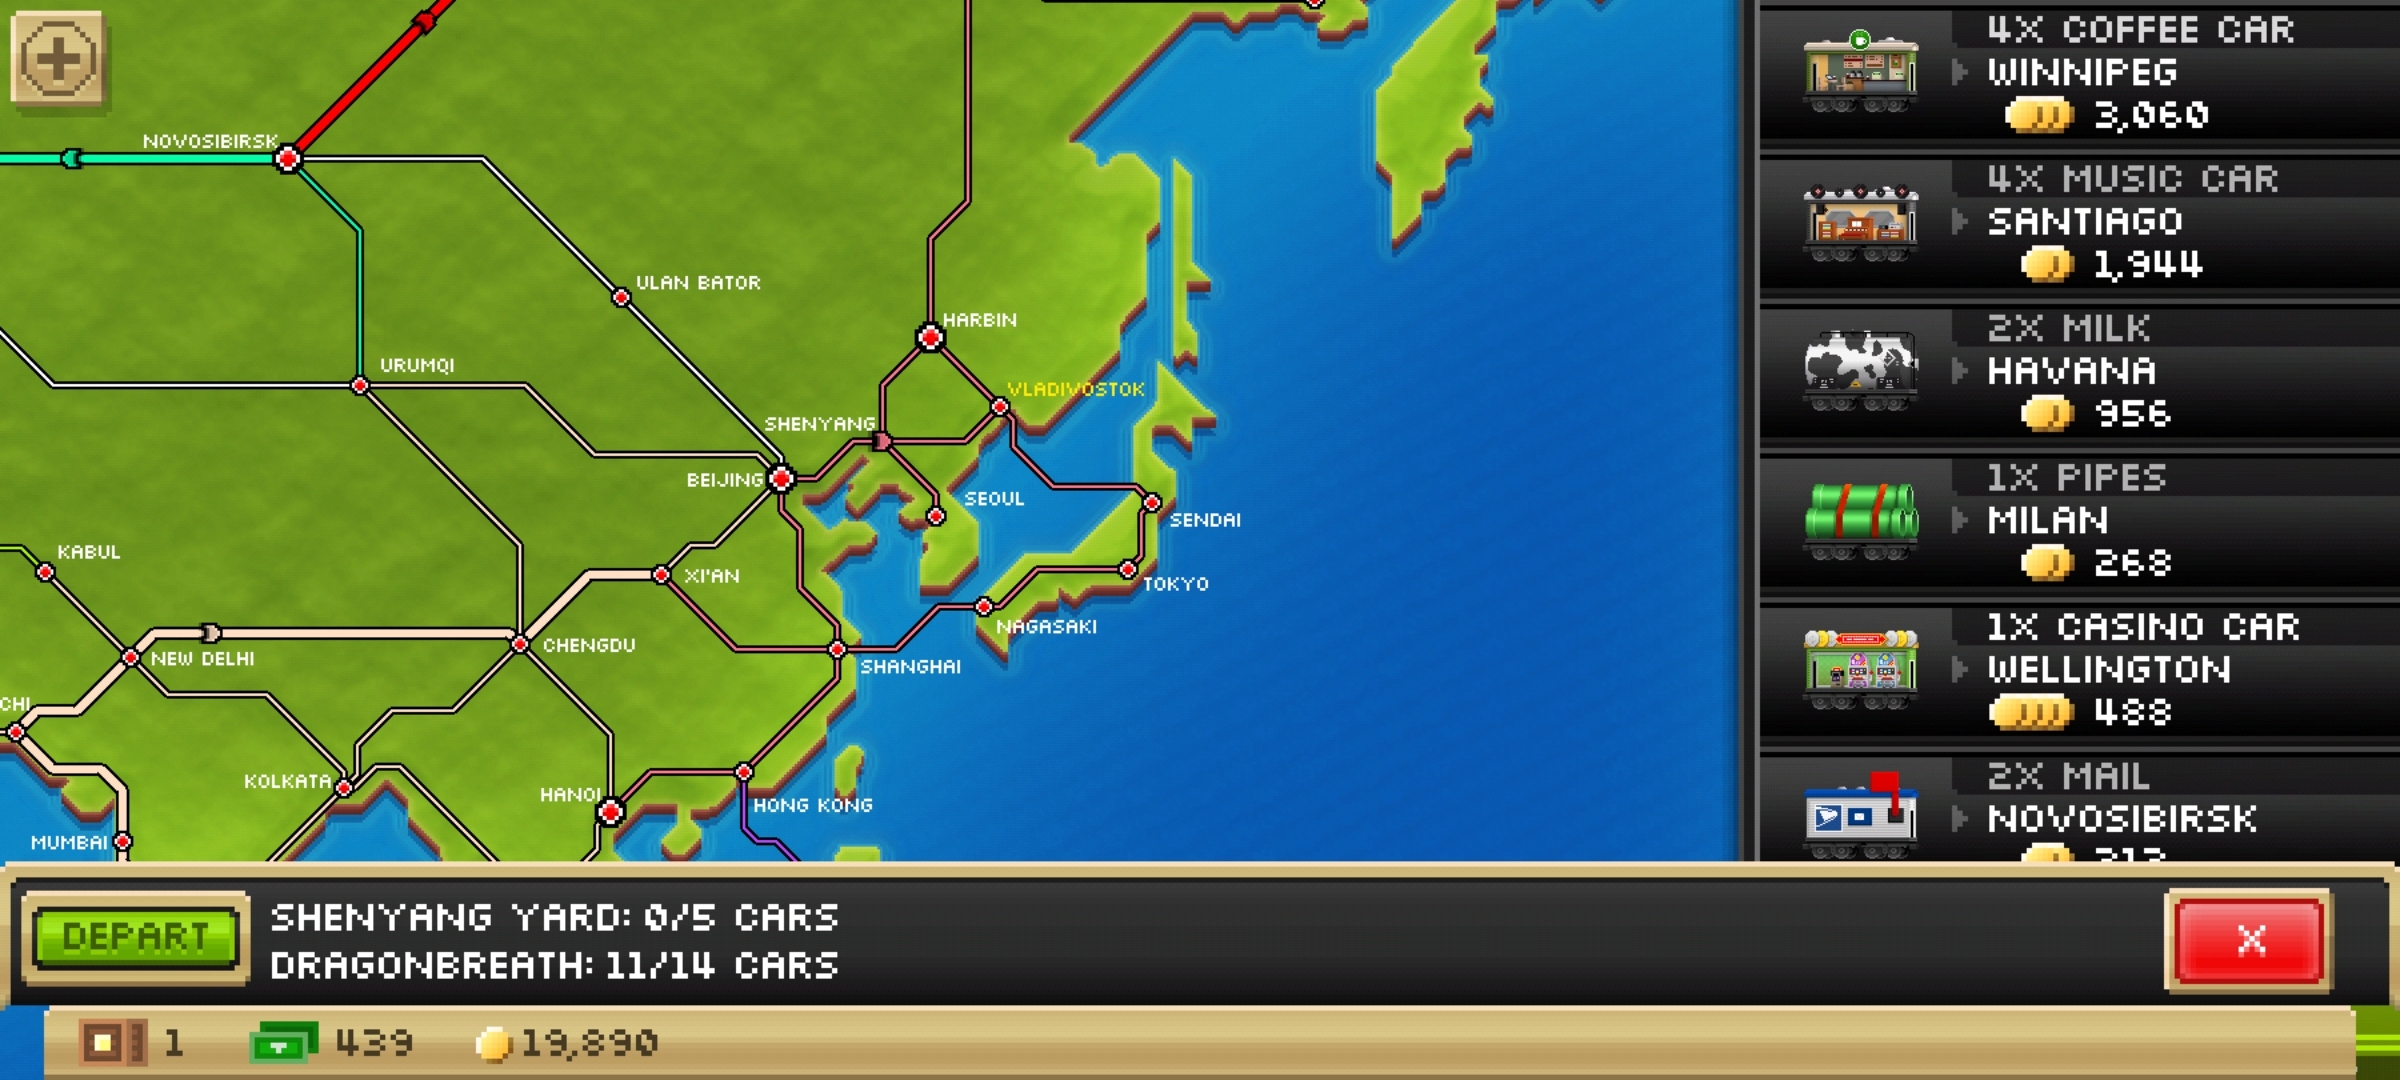 NOVOSIBIRSK
ULAN BATOR
HARBIN
URUMQI
VLADIVOSTOK
SHENYANG
BEIJING
SEOUL
SENDAI
KABUL
XI'AN
TOKYO
NAGASAKI
CHENGDU
NEW DELHI
SHANGHAI
CHI
KOLKATA
HANOI
HONG KONG
MUMBAI
4X COFFEE CAR
WINNIPEG
3,060
4X MUSIC CAR
SANTIAGO
1,944
2X MILK
HAVANA
956
1X PIPES
MILAN
268
1X CASINO CAR
WELLINGTON
488
2X MAIL
NOVOSIBIRSK
DEPART
SHENYANG YARD: 0/5 CARS
DRAGONBREATH: 11/14 CARS
X
1
439
19,890